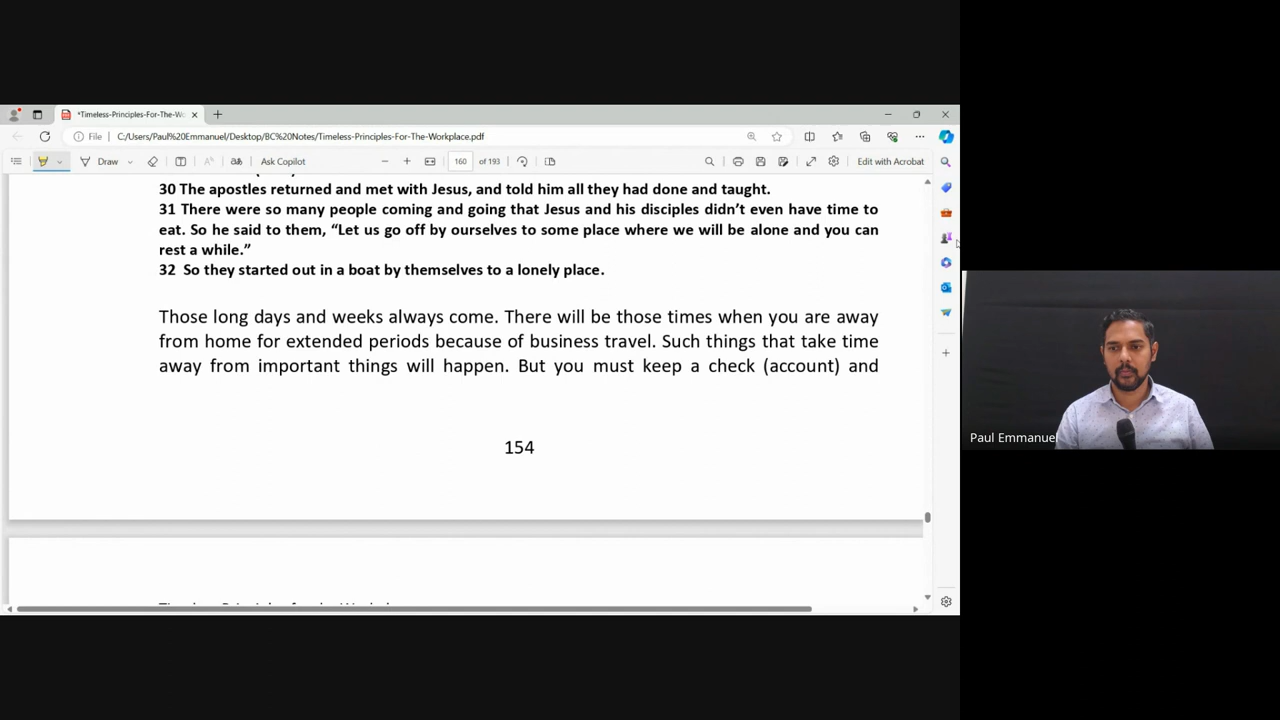 *Timeless-Principles-For-The-Wo
File
C:/Users/Paul%20Emmanuel/Desktop/BC%20Notes/Timeless-Principles-For-The-Workplace.pdf
Draw
Ask Copilot
160 of 193
Edit with Acrobat
30 The apostles returned and met with Jesus, and told him all they had done and taught.
31 There were so many people coming and going that Jesus and his disciples didn’t even have time to
eat. So he said to them, “Let us go off by ourselves to some place where we will be alone and you can
rest a while.”
32 So they started out in a boat by themselves to a lonely place.
Those long days and weeks always come. There will be those times when you are away
from home for extended periods because of business travel. Such things that take time
away from important things will happen. But you must keep a check (account) and
154
Paul Emmanuel